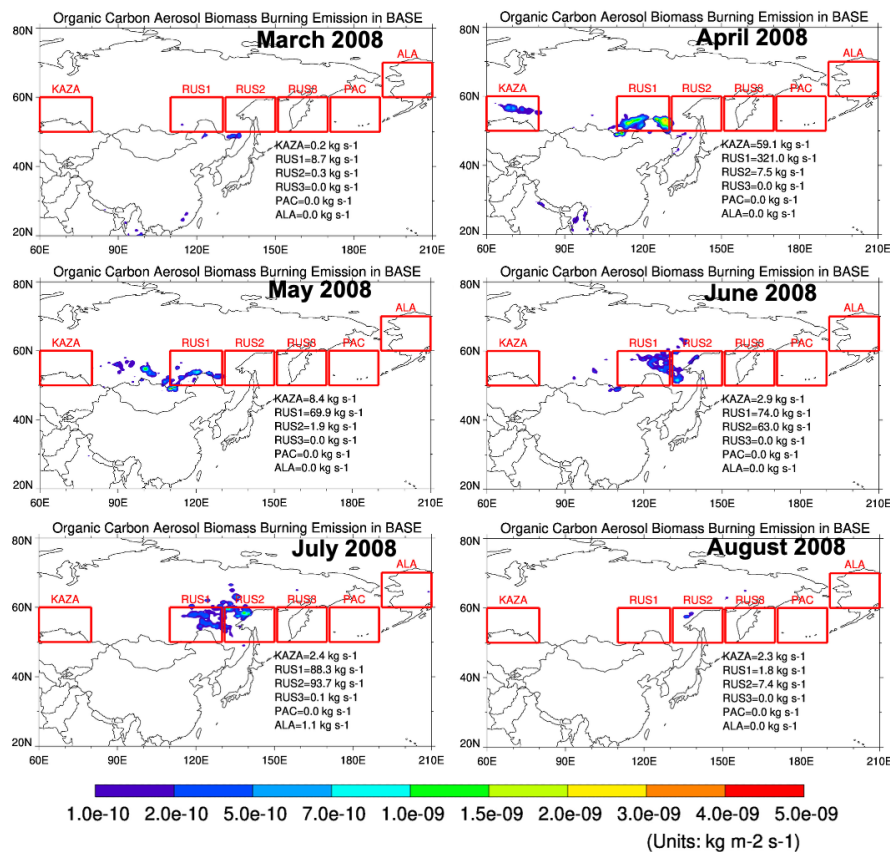 Organic Carbon Aerosol Biomass Burning Emission in BASE
March 2008
80N
60N
40N
20N
60E
90E
120E
150E
180E
210E
KAZA
RUS1
RUS2
RUS3
PAC
ALA
KAZA=0.2 kg s-1
RUS1=8.7 kg s-1
RUS2=0.3 kg s-1
RUS3=0.0 kg s-1
PAC=0.0 kg s-1
ALA=0.0 kg s-1
Organic Carbon Aerosol Biomass Burning Emission in BASE
April 2008
80N
60N
40N
20N
60E
90E
120E
150E
180E
210E
KAZA
RUS1
RUS2
RUS3
PAC
ALA
KAZA=59.1 kg s-1
RUS1=321.0 kg s-1
RUS2=7.5 kg s-1
RUS3=0.0 kg s-1
PAC=0.0 kg s-1
ALA=0.0 kg s-1
Organic Carbon Aerosol Biomass Burning Emission in BASE
May 2008
80N
60N
40N
20N
60E
90E
120E
150E
180E
210E
KAZA
RUS1
RUS2
RUS3
PAC
ALA
KAZA=8.4 kg s-1
RUS1=69.9 kg s-1
RUS2=1.9 kg s-1
RUS3=0.0 kg s-1
PAC=0.0 kg s-1
ALA=0.0 kg s-1
Organic Carbon Aerosol Biomass Burning Emission in BASE
June 2008
80N
60N
40N
20N
60E
90E
120E
150E
180E
210E
KAZA
RUS1
RUS2
RUS3
PAC
ALA
KAZA=2.9 kg s-1
RUS1=74.0 kg s-1
RUS2=63.0 kg s-1
RUS3=0.0 kg s-1
PAC=0.0 kg s-1
ALA=0.0 kg s-1
Organic Carbon Aerosol Biomass Burning Emission in BASE
July 2008
80N
60N
40N
20N
60E
90E
120E
150E
180E
210E
KAZA
RUS1
RUS2
RUS3
PAC
ALA
KAZA=2.4 kg s-1
RUS1=88.3 kg s-1
RUS2=93.7 kg s-1
RUS3=0.1 kg s-1
PAC=0.0 kg s-1
ALA=1.1 kg s-1
Organic Carbon Aerosol Biomass Burning Emission in BASE
August 2008
80N
60N
40N
20N
60E
90E
120E
150E
180E
210E
KAZA
RUS1
RUS2
RUS3
PAC
ALA
KAZA=2.3 kg s-1
RUS1=1.8 kg s-1
RUS2=7.4 kg s-1
RUS3=0.0 kg s-1
PAC=0.0 kg s-1
ALA=0.0 kg s-1
1.0e-10 2.0e-10 5.0e-10 7.0e-10 1.0e-09 1.5e-09 2.0e-09 3.0e-09 4.0e-09 5.0e-09
(Units: kg m-2 s-1)